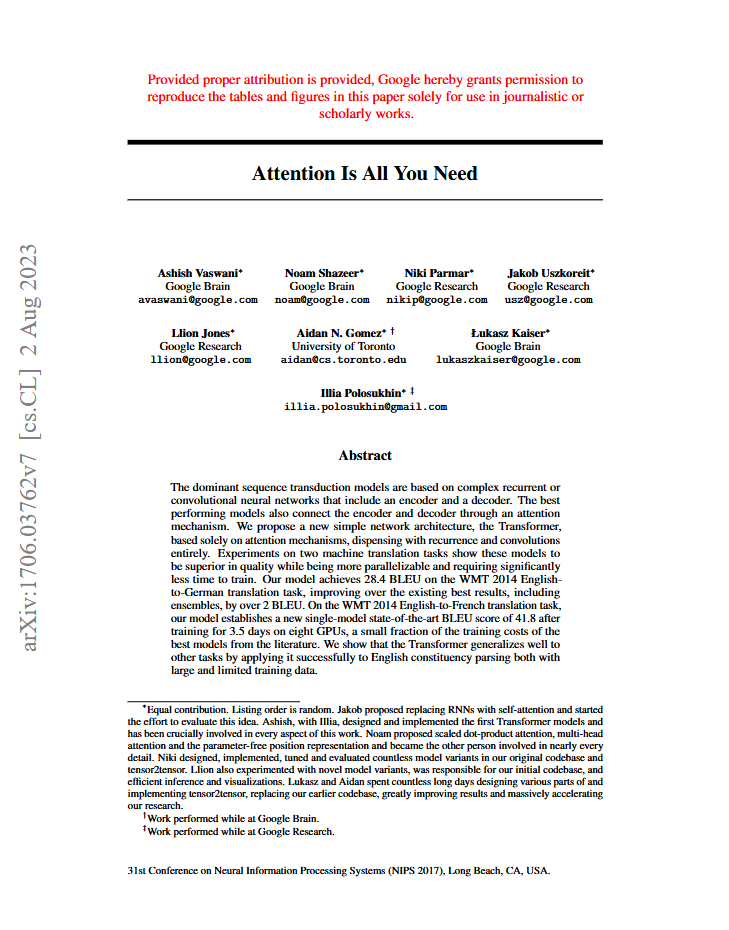 Provided proper attribution is provided, Google hereby grants permission to
reproduce the tables and figures in this paper solely for use in journalistic or
scholarly works.
Attention Is All You Need
Ashish Vaswani* Noam Shazeer* Niki Parmar* Jakob Uszkoreit*
Google Brain Google Brain Google Research Google Research
avaswani@google.com noam@google.com nikip@google.com usz@google.com
Llion Jones* Aidan N. Gomez* † Łukasz Kaiser*
Google Research University of Toronto Google Brain
llion@google.com aidan@cs.toronto.edu lukaszkaiser@google.com
Illia Polosukhin* ‡
illia.polosukhin@gmail.com
Abstract
The dominant sequence transduction models are based on complex recurrent or
convolutional neural networks that include an encoder and a decoder. The best
performing models also connect the encoder and decoder through an attention
mechanism. We propose a new simple network architecture, the Transformer,
based solely on attention mechanisms, dispensing with recurrence and convolutions
entirely. Experiments on two machine translation tasks show these models to
be superior in quality while being more parallelizable and requiring significantly
less time to train. Our model achieves 28.4 BLEU on the WMT 2014 English-
to-German translation task, improving over the existing best results, including
ensembles, by over 2 BLEU. On the WMT 2014 English-to-French translation task,
our model establishes a new single-model state-of-the-art BLEU score of 41.8 after
training for 3.5 days on eight GPUs, a small fraction of the training costs of the
best models from the literature. We show that the Transformer generalizes well to
other tasks by applying it successfully to English constituency parsing both with
large and limited training data.
*Equal contribution. Listing order is random. Jakob proposed replacing RNNs with self-attention and started
the effort to evaluate this idea. Ashish, with Illia, designed and implemented the first Transformer models and
has been crucially involved in every aspect of this work. Noam proposed scaled dot-product attention, multi-head
attention and the parameter-free position representation and became the other person involved in nearly every
detail. Niki designed, implemented, tuned and evaluated countless model variants in our original codebase and
tensor2tensor. Llion also experimented with novel model variants, was responsible for our initial codebase, and
efficient inference and visualizations. Lukasz and Aidan spent countless long days designing various parts of and
implementing tensor2tensor, replacing our earlier codebase, greatly improving results and massively accelerating
our research.
†Work performed while at Google Brain.
‡Work performed while at Google Research.
31st Conference on Neural Information Processing Systems (NIPS 2017), Long Beach, CA, USA.
arXiv:1706.03762v7 [cs.CL] 2 Aug 2023